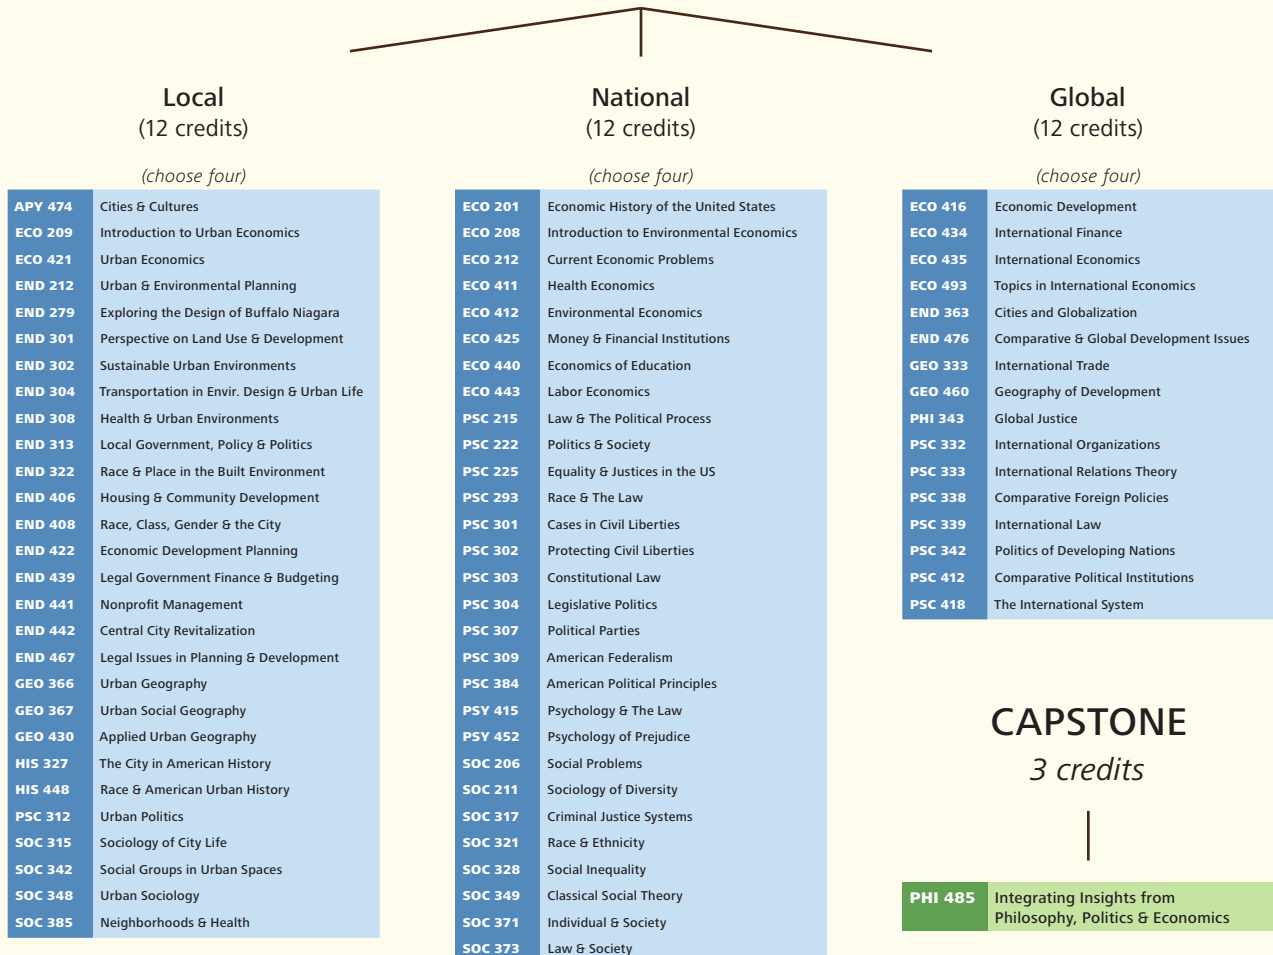 Local
(12 credits)
(choose four)
APY 474 Cities & Cultures
ECO 209 Introduction to Urban Economics
ECO 421 Urban Economics
END 212 Urban & Environmental Planning
END 279 Exploring the Design of Buffalo Niagara
END 301 Perspective on Land Use & Development
END 302 Sustainable Urban Environments
END 304 Transportation in Envir. Design & Urban Life
END 308 Health & Urban Environments
END 313 Local Government, Policy & Politics
END 322 Race & Place in the Built Environment
END 406 Housing & Community Development
END 408 Race, Class, Gender & the City
END 422 Economic Development Planning
END 439 Legal Government Finance & Budgeting
END 441 Nonprofit Management
END 442 Central City Revitalization
END 467 Legal Issues in Planning & Development
GEO 366 Urban Geography
GEO 367 Urban Social Geography
GEO 430 Applied Urban Geography
HIS 327 The City in American History
HIS 448 Race & American Urban History
PSC 312 Urban Politics
SOC 315 Sociology of City Life
SOC 342 Social Groups in Urban Spaces
SOC 348 Urban Sociology
SOC 385 Neighborhoods & Health
National
(12 credits)
(choose four)
ECO 201 Economic History of the United States
ECO 208 Introduction to Environmental Economics
ECO 212 Current Economic Problems
ECO 411 Health Economics
ECO 412 Environmental Economics
ECO 425 Money & Financial Institutions
ECO 440 Economics of Education
ECO 443 Labor Economics
PSC 215 Law & The Political Process
PSC 222 Politics & Society
PSC 225 Equality & Justices in the US
PSC 293 Race & The Law
PSC 301 Cases in Civil Liberties
PSC 302 Protecting Civil Liberties
PSC 303 Constitutional Law
PSC 304 Legislative Politics
PSC 307 Political Parties
PSC 309 American Federalism
PSC 384 American Political Principles
PSY 415 Psychology & The Law
PSY 452 Psychology of Prejudice
SOC 206 Social Problems
SOC 211 Sociology of Diversity
SOC 317 Criminal Justice Systems
SOC 321 Race & Ethnicity
SOC 328 Social Inequality
SOC 349 Classical Social Theory
SOC 371 Individual & Society
SOC 373 Law & Society
Global
(12 credits)
(choose four)
ECO 416 Economic Development
ECO 434 International Finance
ECO 435 International Economics
ECO 493 Topics in International Economics
END 363 Cities and Globalization
END 476 Comparative & Global Development Issues
GEO 333 International Trade
GEO 460 Geography of Development
PHI 343 Global Justice
PSC 332 International Organizations
PSC 333 International Relations Theory
PSC 338 Comparative Foreign Policies
PSC 339 International Law
PSC 342 Politics of Developing Nations
PSC 412 Comparative Political Institutions
PSC 418 The International System
CAPSTONE
3 credits
PHI 485 Integrating Insights from
Philosophy, Politics & Economics